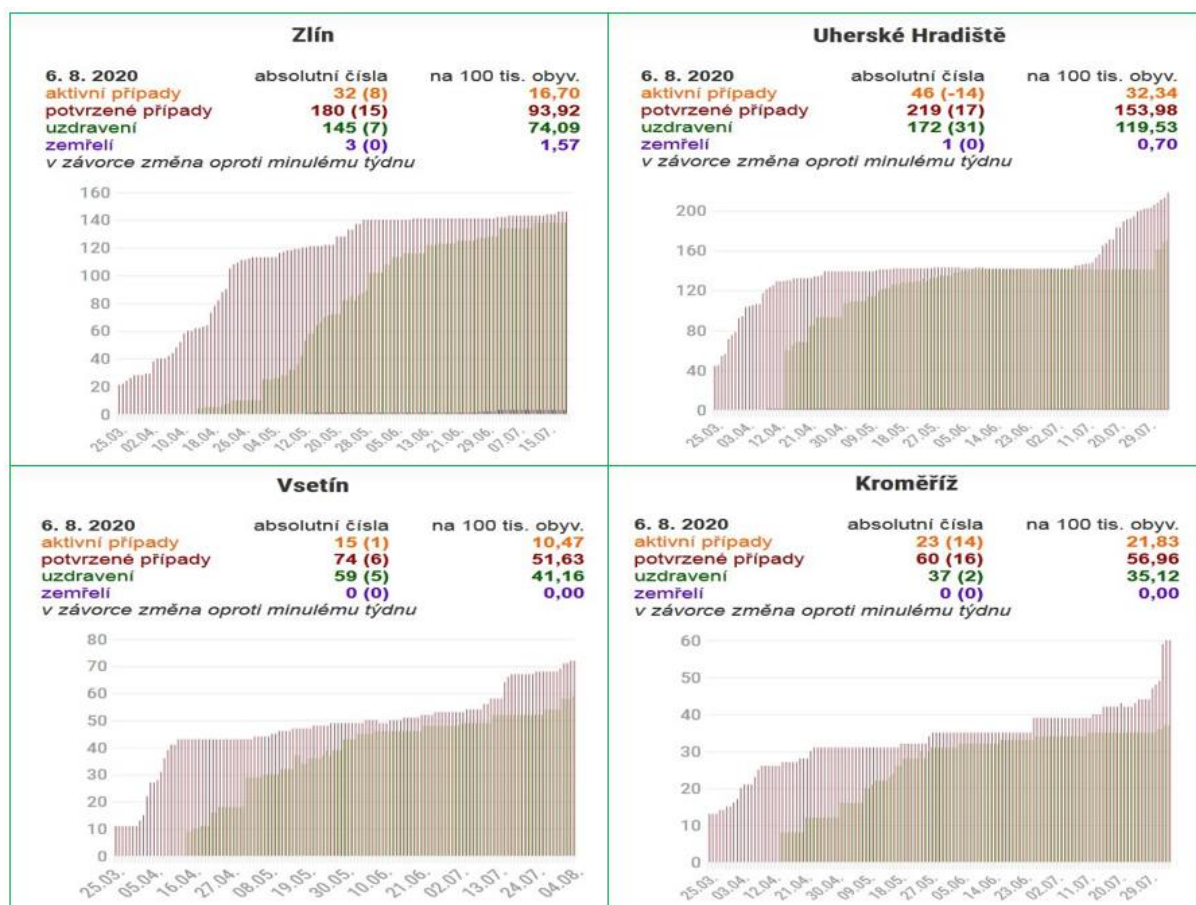 Zlín
6. 8. 2020 absolutní čísla na 100 tis. obyv.
aktivní případy 32 (8) 16,70
potvrzené případy 180 (15) 93,92
uzdravení 145 (7) 74,09
zemřelí 3 (0) 1,57
v závorce změna oproti minulému týdnu
160
140
120
100
80
60
40
20
0
25.03. 02.04. 10.04. 18.04. 26.04. 04.05. 12.05. 20.05. 28.05. 05.06. 13.06. 21.06. 29.06. 07.07. 15.07.
Uherské Hradiště
6. 8. 2020 absolutní čísla na 100 tis. obyv.
aktivní případy 46 (-14) 32,34
potvrzené případy 219 (17) 153,98
uzdravení 172 (31) 119,53
zemřelí 1 (0) 0,70
v závorce změna oproti minulému týdnu
200
160
120
80
40
0
25.03. 03.04. 12.04. 21.04. 30.04. 09.05. 18.05. 27.05. 05.06. 14.06. 23.06. 02.07. 11.07. 20.07. 29.07.
Vsetín
6. 8. 2020 absolutní čísla na 100 tis. obyv.
aktivní případy 15 (1) 10,47
potvrzené případy 74 (6) 51,63
uzdravení 59 (5) 41,16
zemřelí 0 (0) 0,00
v závorce změna oproti minulému týdnu
80
70
60
50
40
30
20
10
0
25.03. 05.04. 16.04. 27.04. 08.05. 19.05. 30.05. 10.06. 21.06. 02.07. 13.07. 24.07. 04.08.
Kroměříž
6. 8. 2020 absolutní čísla na 100 tis. obyv.
aktivní případy 23 (14) 21,83
potvrzené případy 60 (16) 56,96
uzdravení 37 (2) 35,12
zemřelí 0 (0) 0,00
v závorce změna oproti minulému týdnu
60
50
40
30
20
10
0
25.03. 03.04. 12.04. 21.04. 30.04. 09.05. 18.05. 27.05. 05.06. 14.06. 23.06. 02.07. 11.07. 20.07. 29.07.